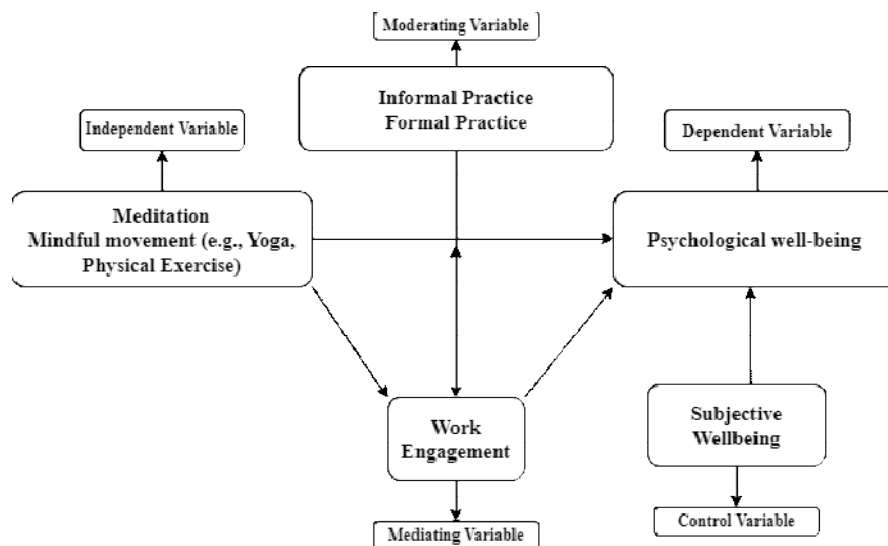 Moderating Variable
Informal Practice
Formal Practice
Independent Variable
Dependent Variable
Meditation
Mindful movement (e.g., Yoga,
Physical Exercise)
Psychological well-being
Work
Engagement
Subjective
Wellbeing
Mediating Variable
Control Variable